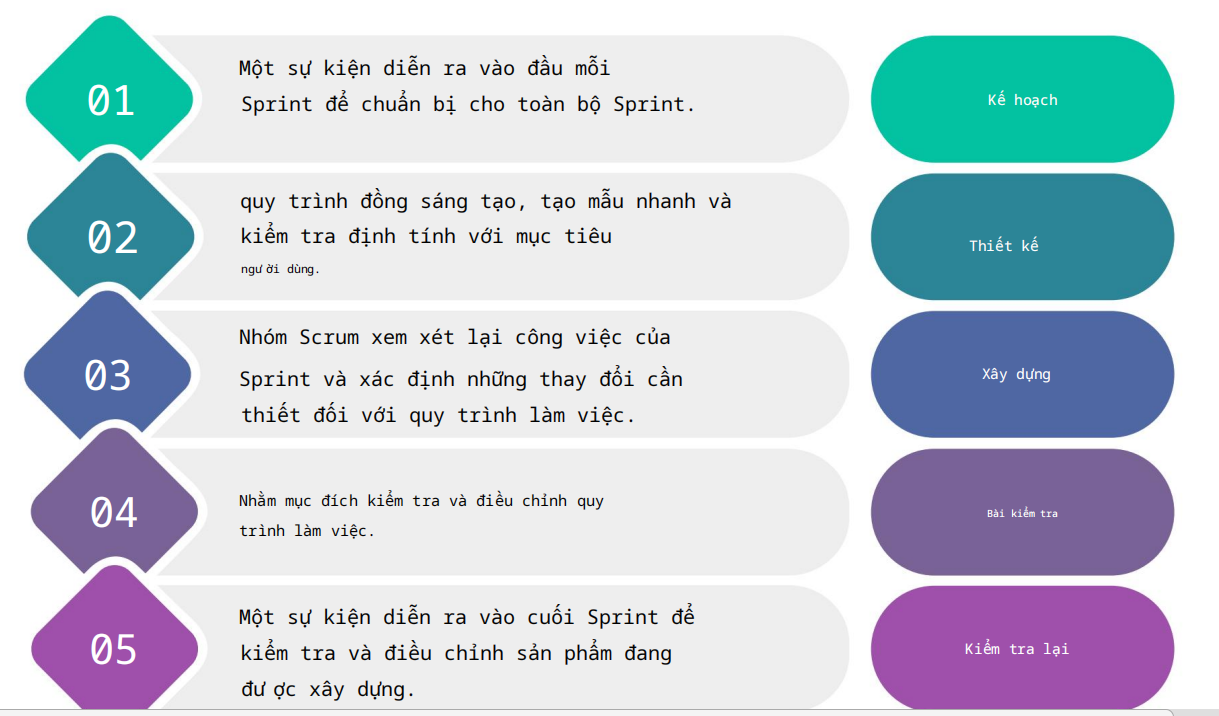 01
Một sự kiện diễn ra vào đầu mỗi
Sprint để chuẩn bị cho toàn bộ Sprint.
Kế hoạch
02
quy trình đồng sáng tạo, tạo mẫu nhanh và
kiểm tra định tính với mục tiêu
ngư ời dùng.
Thiết kế
03
Nhóm Scrum xem xét lại công việc của
Sprint và xác định những thay đổi cần
thiết đối với quy trình làm việc.
Xây dựng
04
Nhằm mục đích kiểm tra và điều chỉnh quy
trình làm việc.
Bài kiểm tra
05
Một sự kiện diễn ra vào cuối Sprint để
kiểm tra và điều chỉnh sản phẩm đang
đư ợc xây dựng.
Kiểm tra lại